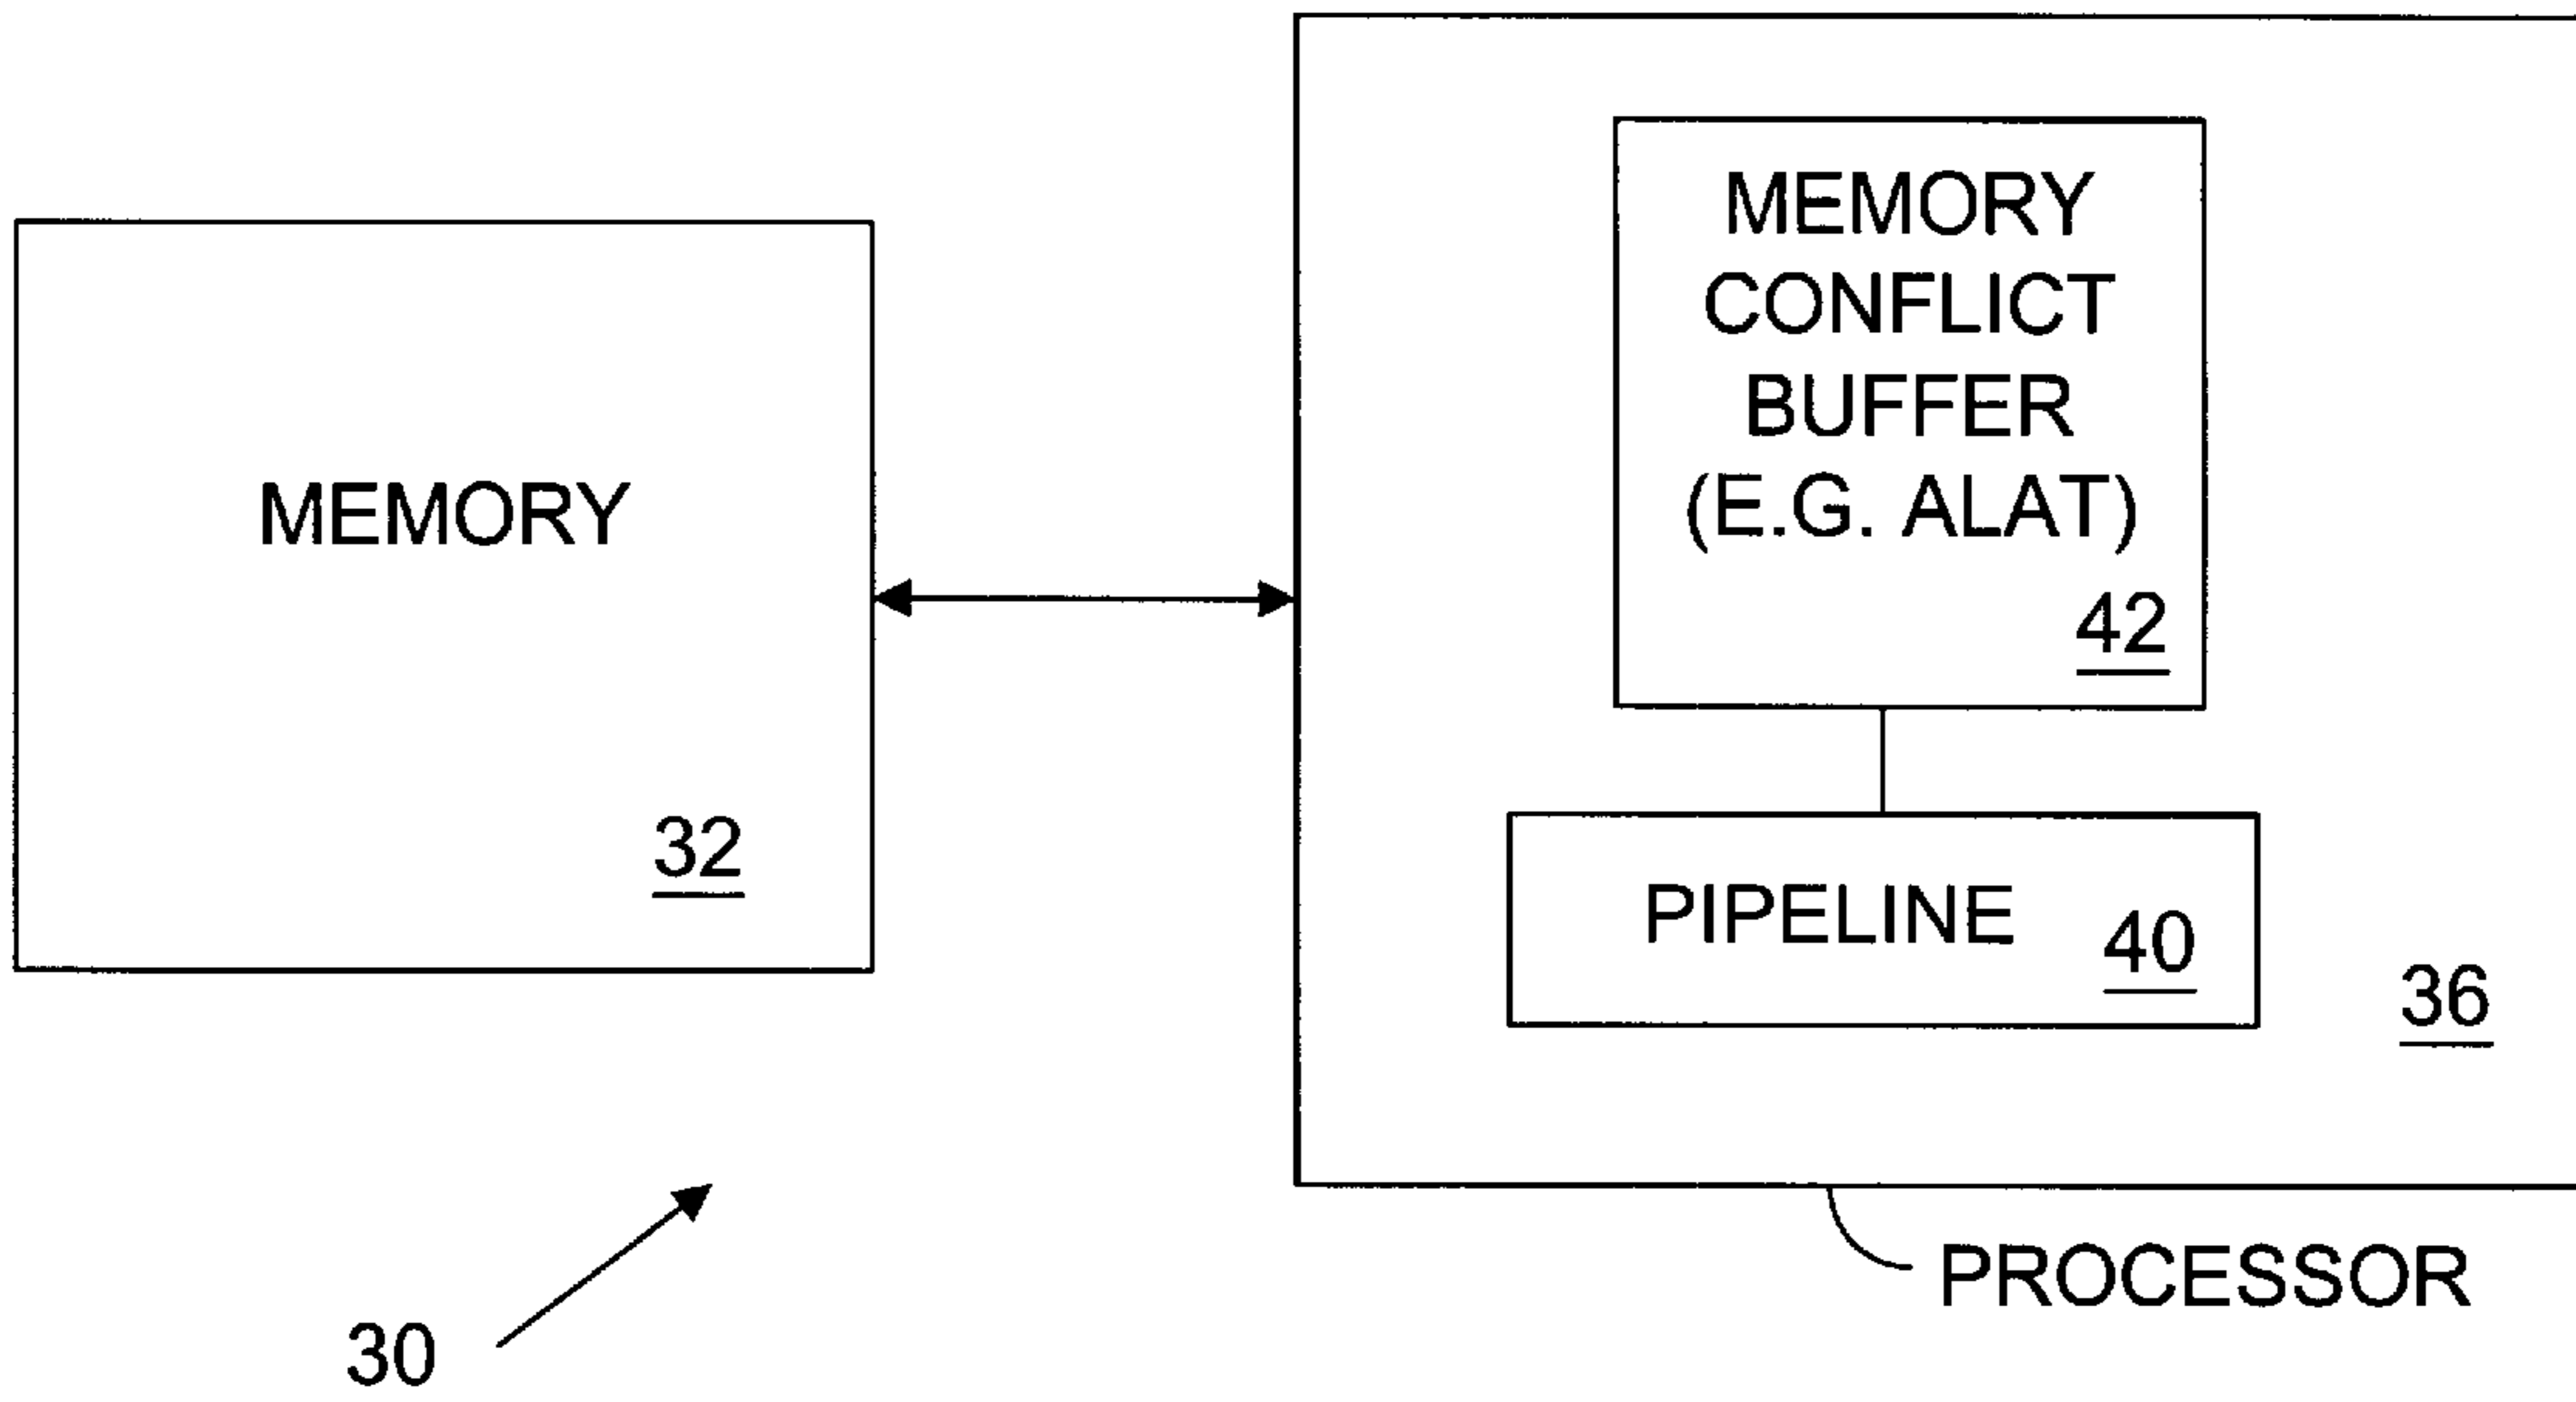 MEMORY
32
MEMORY
CONFLICT
BUFFER
(E.G. ALAT)
42
PIPELINE
40
36
PROCESSOR
30